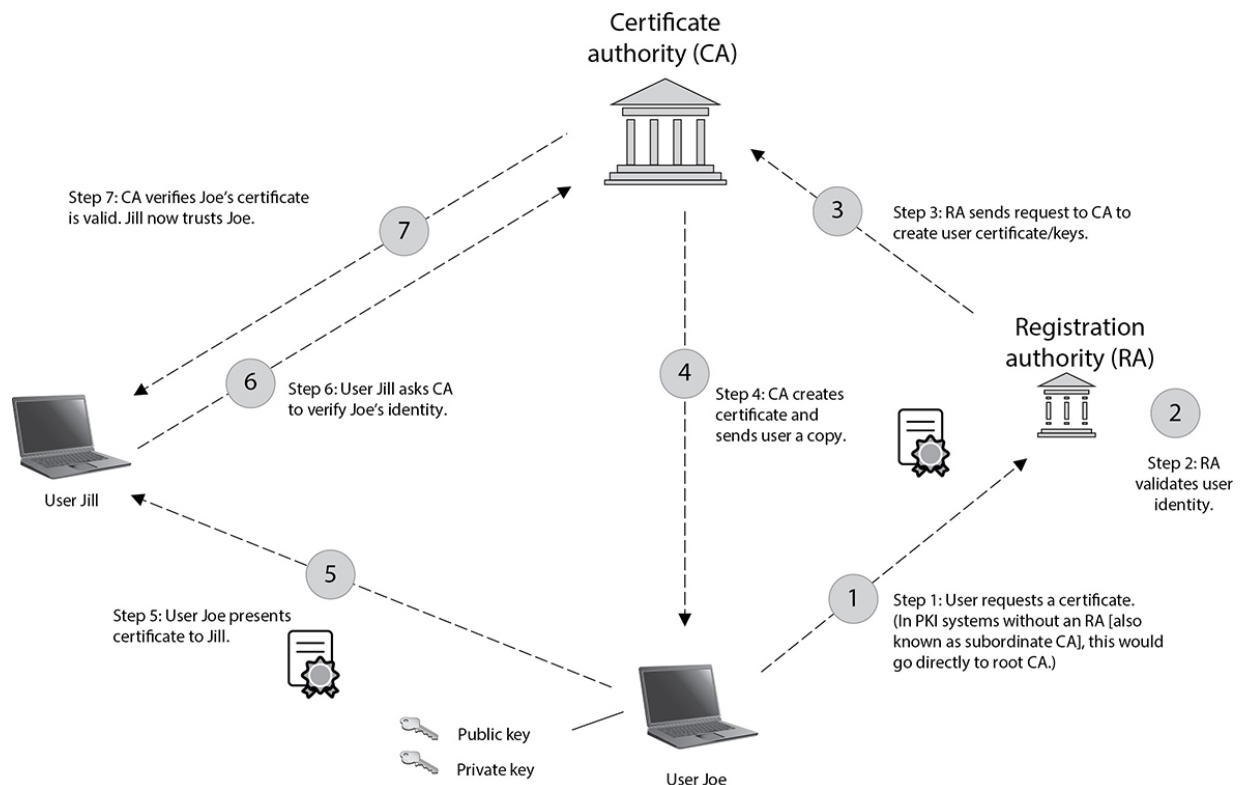 Certificate
authority (CA)
Step 7: CA verifies Joe's certificate
is valid. Jill now trusts Joe.
7
3
Step 3: RA sends request to CA to
create user certificate/keys.
Registration
authority (RA)
6
Step 6: User Jill asks CA
to verify Joe's identity.
4
Step 4: CA creates
certificate and
sends user a copy.
2
Step 2: RA
validates user
identity.
User Jill
5
Step 5: User Joe presents
certificate to Jill.
1
Step 1: User requests a certificate.
(In PKI systems without an RA [also
known as subordinate CA], this would
go directly to root CA.)
Public key
Private key
User Joe